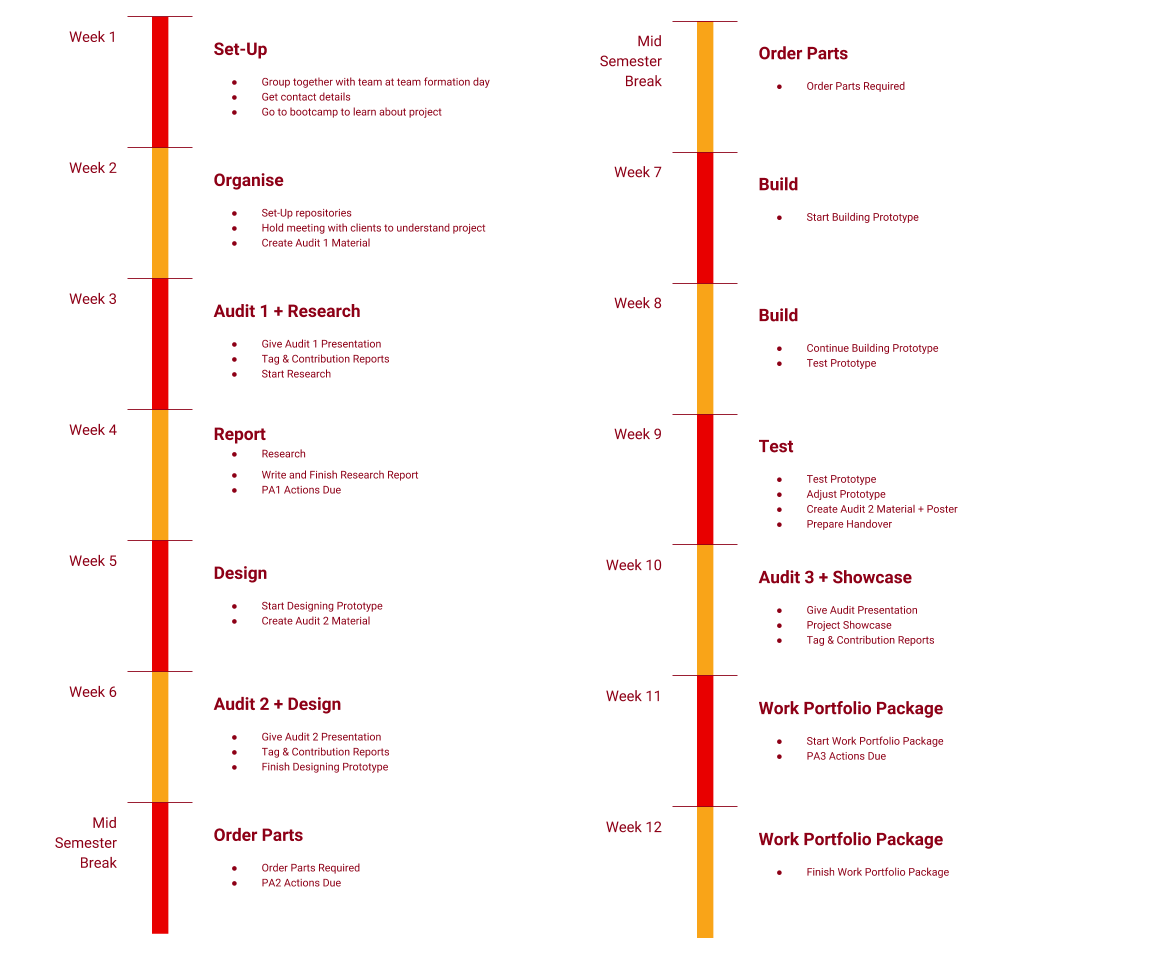 Week 1
Set-Up
● Group together with team at team formation day
● Get contact details
● Go to bootcamp to learn about project
Week 2
Organise
● Set-Up repositories
● Hold meeting with clients to understand project
● Create Audit 1 Material
Week 3
Audit 1 + Research
● Give Audit 1 Presentation
● Tag & Contribution Reports
● Start Research
Week 4
Report
● Research
● Write and Finish Research Report
● PA1 Actions Due
Week 5
Design
● Start Designing Prototype
● Create Audit 2 Material
Week 6
Audit 2 + Design
● Give Audit 2 Presentation
● Tag & Contribution Reports
● Finish Designing Prototype
Mid
Semester
Break
Order Parts
● Order Parts Required
● PA2 Actions Due
Mid
Semester
Break
Order Parts
● Order Parts Required
Week 7
Build
● Start Building Prototype
Week 8
Build
● Continue Building Prototype
● Test Prototype
Week 9
Test
● Test Prototype
● Adjust Prototype
● Create Audit 2 Material + Poster
● Prepare Handover
Week 10
Audit 3 + Showcase
● Give Audit Presentation
● Project Showcase
● Tag & Contribution Reports
Week 11
Work Portfolio Package
● Start Work Portfolio Package
● PA3 Actions Due
Week 12
Work Portfolio Package
● Finish Work Portfolio Package